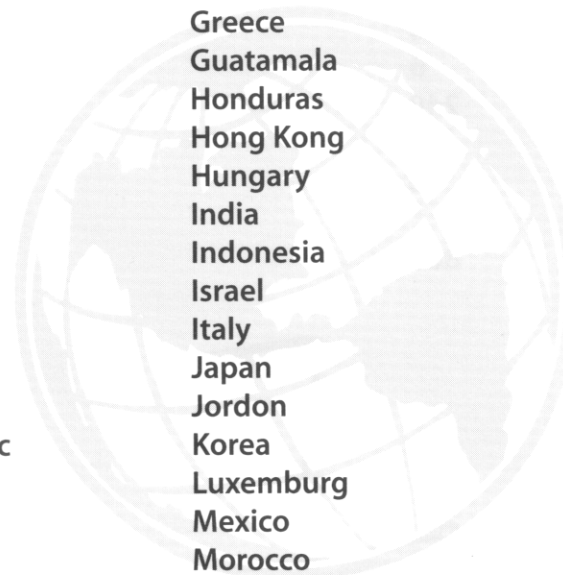 Greece
Guatamala
Honduras
Hong Kong
Hungary
India
Indonesia
Israel
Italy
Japan
Jordon
c Korea
Luxemburg
Mexico
Morocco